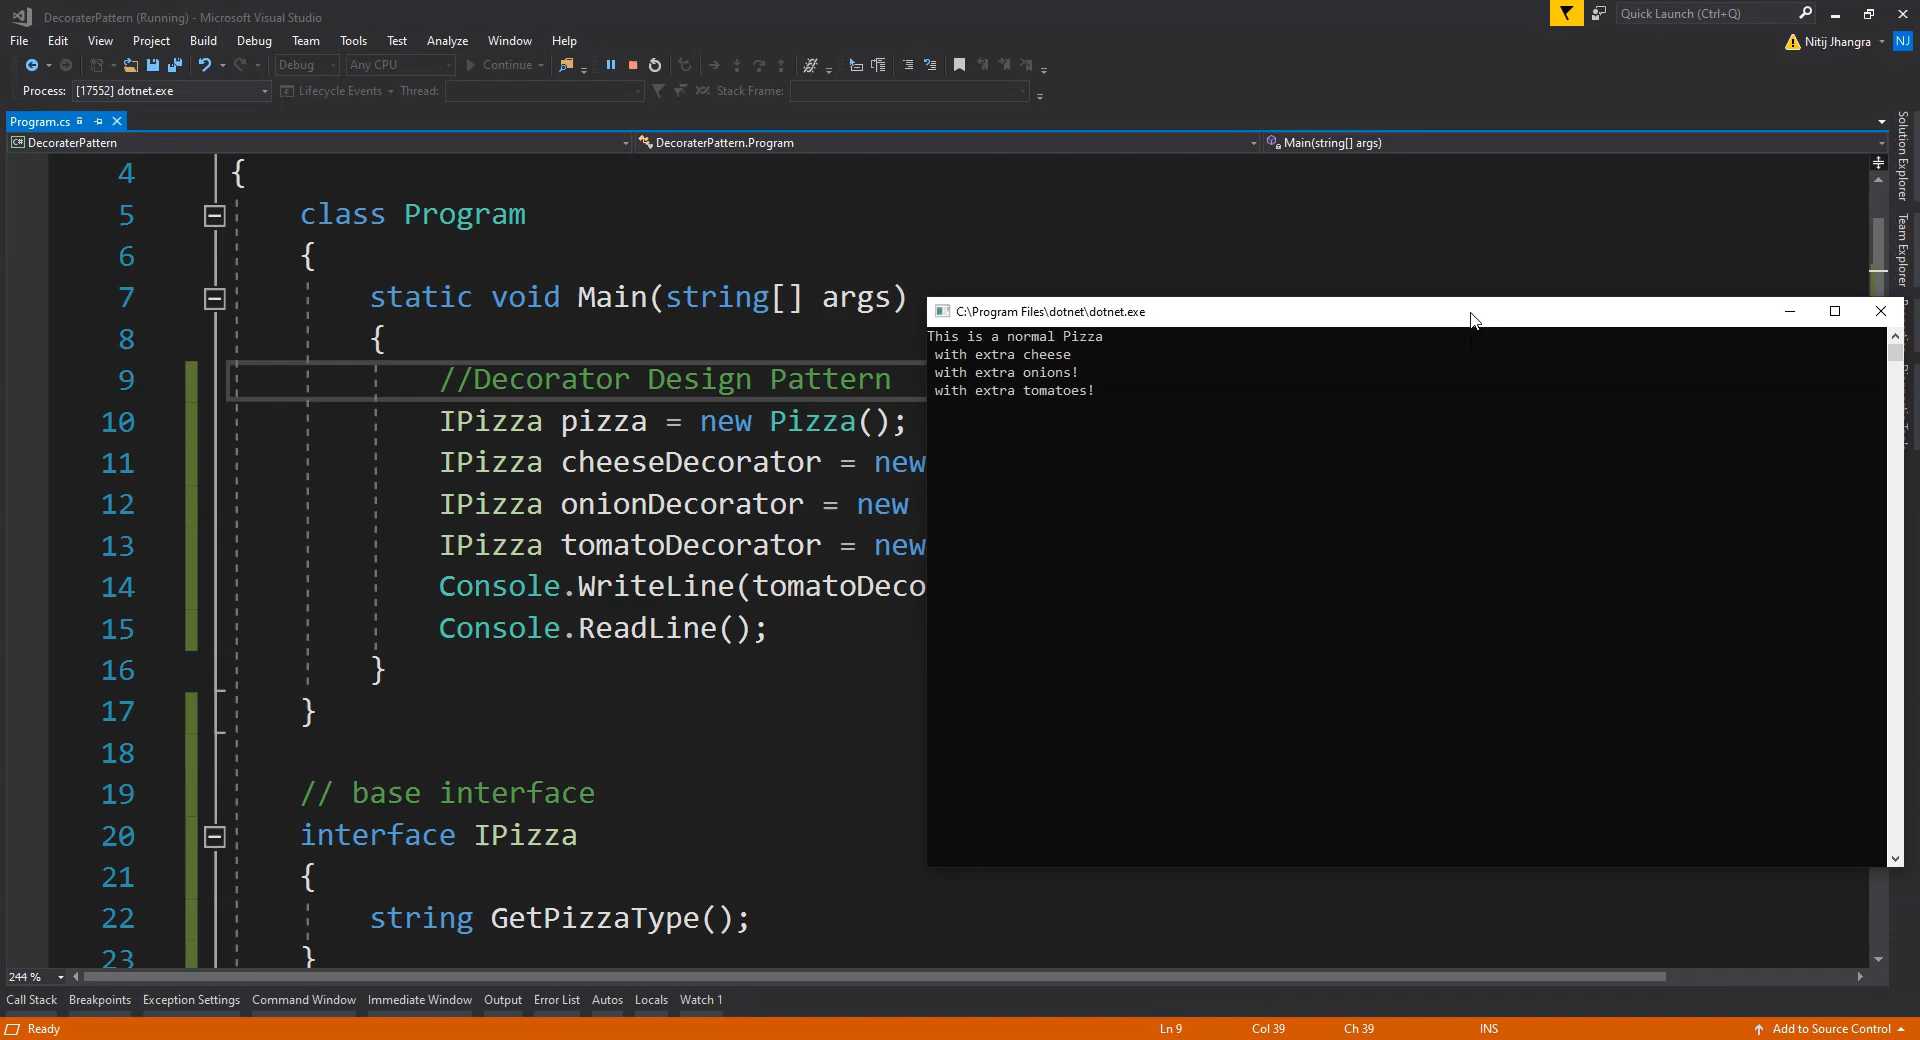 DecoraterPattern (Running) - Microsoft Visual Studio
Quick Launch (Ctrl+Q)
File Edit View Project Build Debug Team Tools Test Analyze Window Help
Nitij Jhangra NJ
Debug Any CPU Continue
Process: [17552] dotnet.exe Lifecycle Events Thread: Stack Frame:
Program.cs
DecoraterPattern DecoraterPattern.Program Main(string[] args)
4 {
5 class Program
6 {
7 static void Main(string[] args)
8 {
9 //Decorator Design Pattern
10 IPizza pizza = new Pizza();
11 IPizza cheeseDecorator = new
12 IPizza onionDecorator = new
13 IPizza tomatoDecorator = new
14 Console.WriteLine(tomatoDeco
15 Console.ReadLine();
16 }
17 }
18
19 // base interface
20 interface IPizza
21 {
22 string GetPizzaType();
23 }
C:\Program Files\dotnet\dotnet.exe
This is a normal Pizza
with extra cheese
with extra onions!
with extra tomatoes!
Solution Explorer
Team Explorer
244 %
Call Stack Breakpoints Exception Settings Command Window Immediate Window Output Error List Autos Locals Watch 1
Ready Ln 9 Col 39 Ch 39 INS Add to Source Control